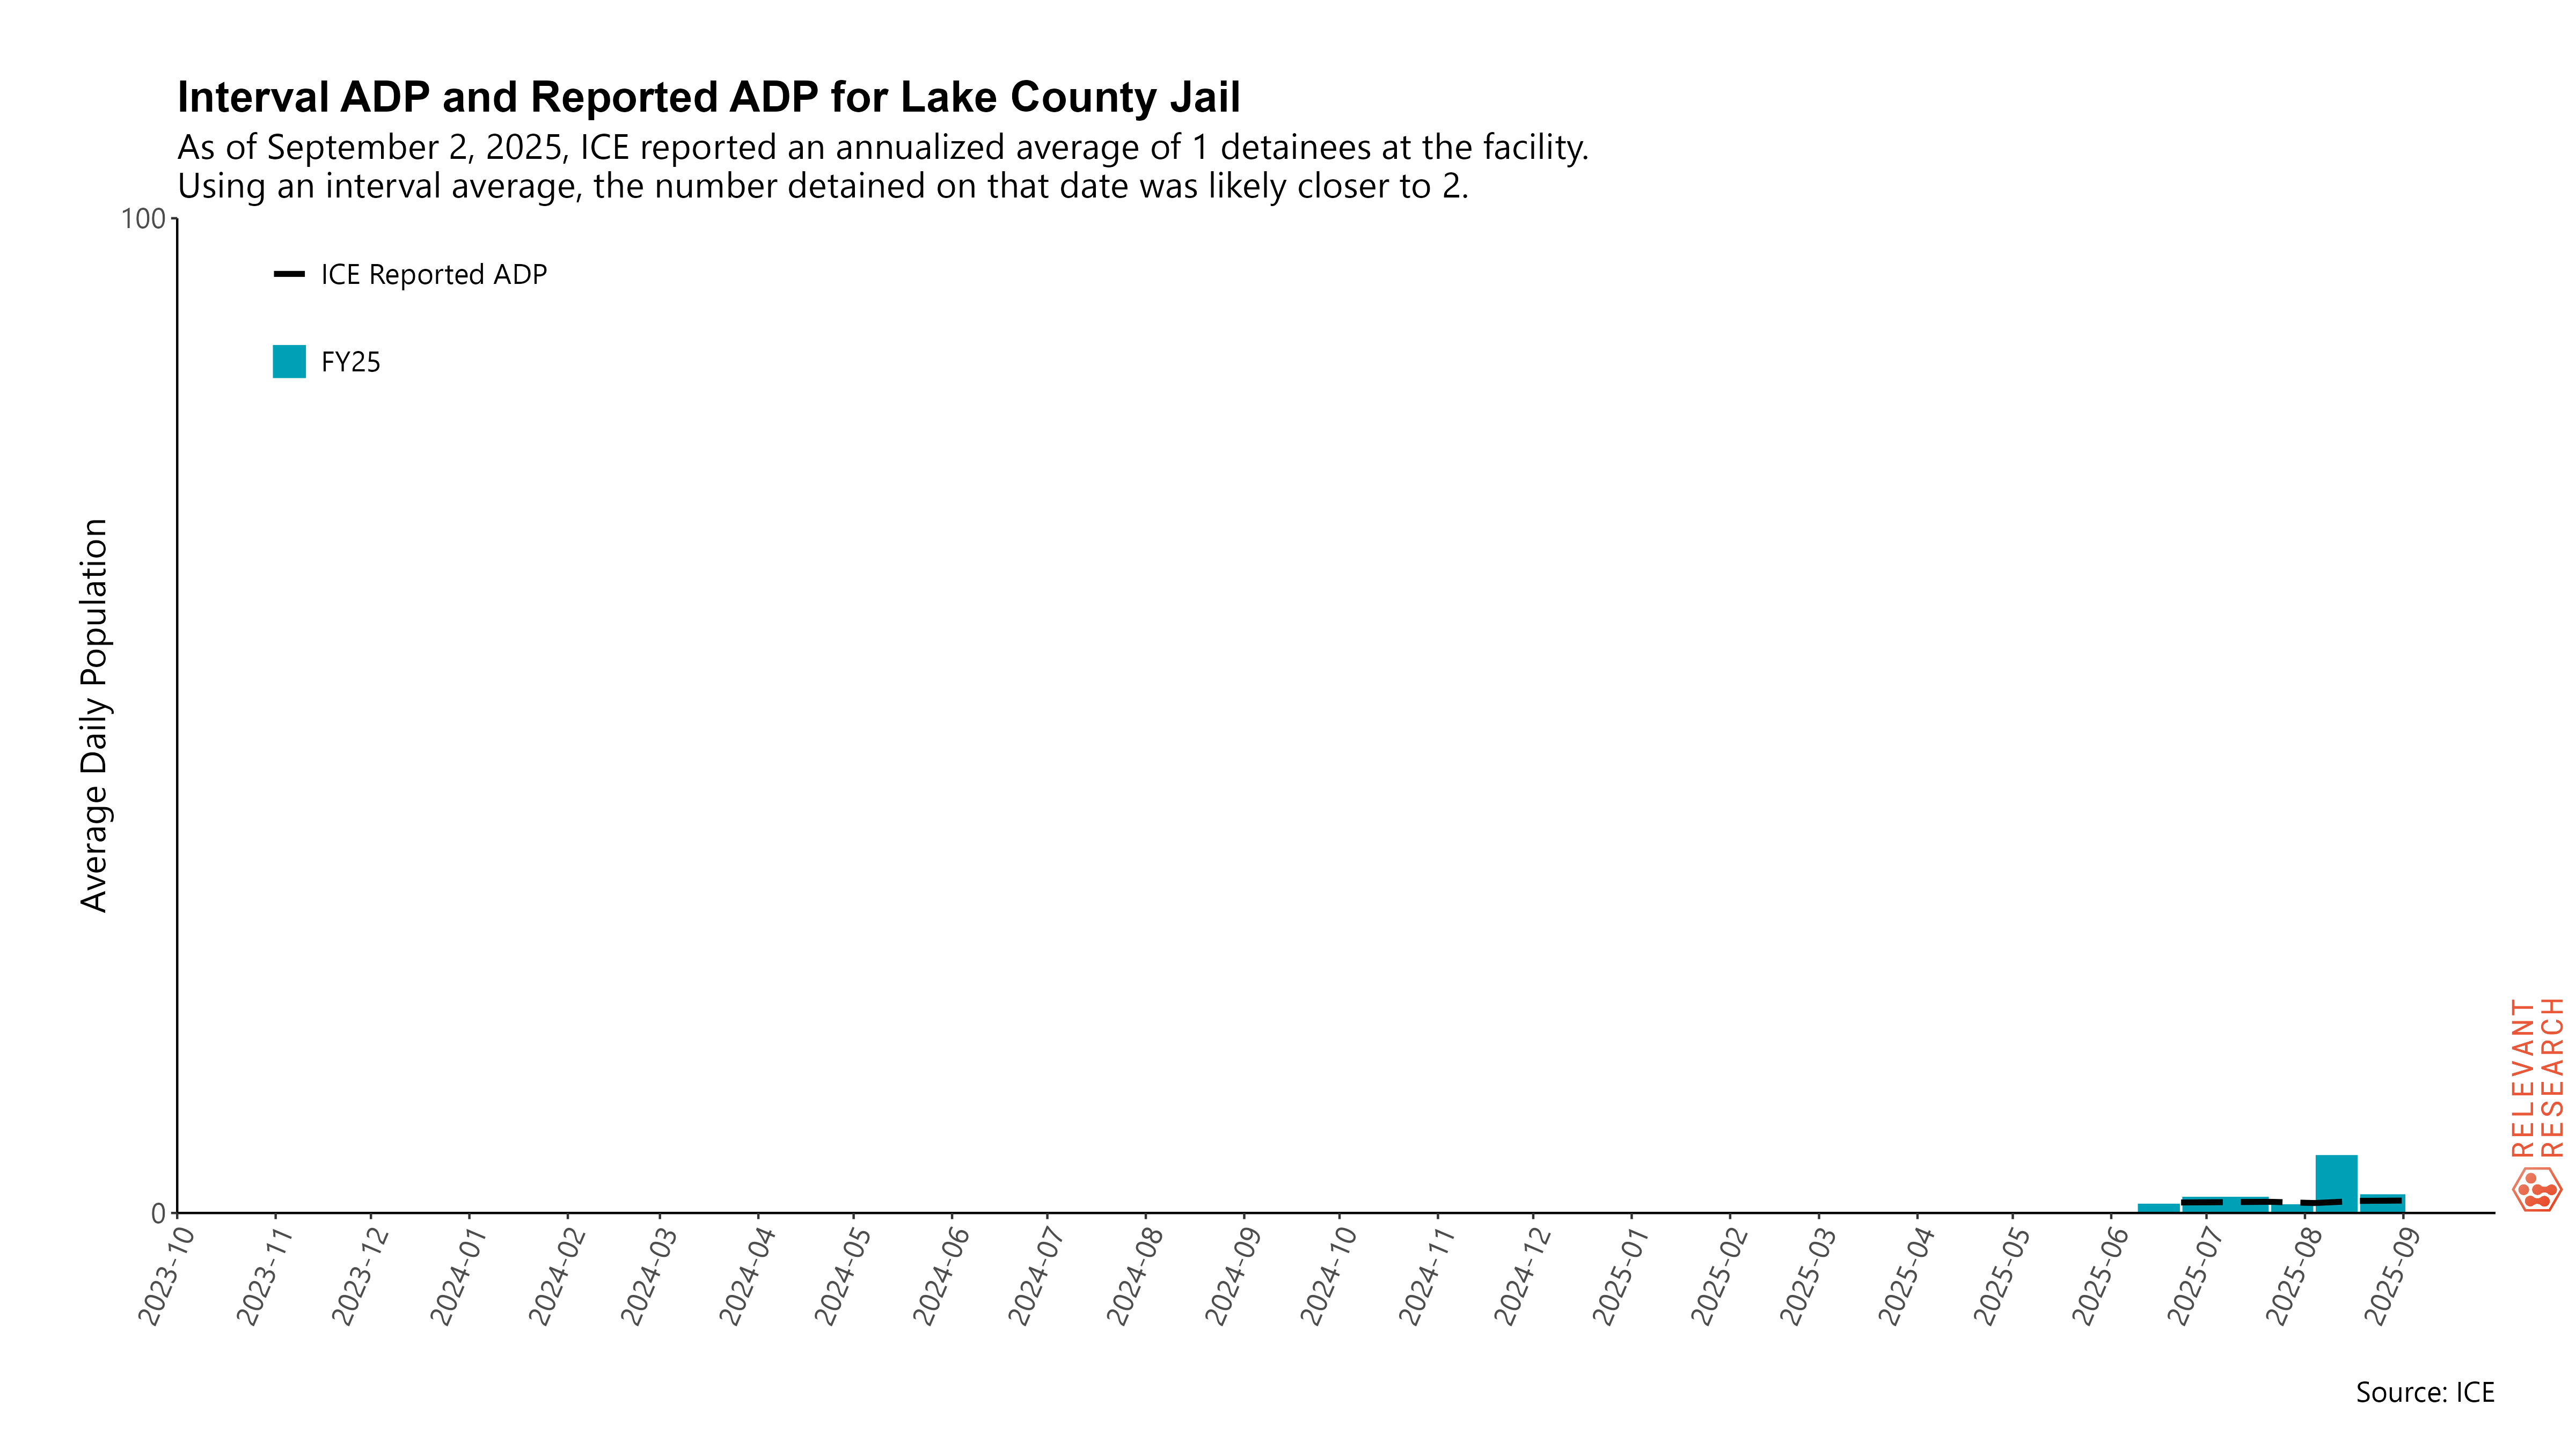 Interval ADP and Reported ADP for Lake County Jail
As of September 2, 2025, ICE reported an annualized average of 1 detainees at the facility.
Using an interval average, the number detained on that date was likely closer to 2.
100
ICE Reported ADP
FY25
Average Daily Population
0
2023-10
2023-11
2023-12
2024-01
2024-02
2024-03
2024-04
2024-05
2024-06
2024-07
2024-08
2024-09
2024-10
2024-11
2024-12
2025-01
2025-02
2025-03
2025-04
2025-05
2025-06
2025-07
2025-08
2025-09
RELEVANT
RESEARCH
Source: ICE